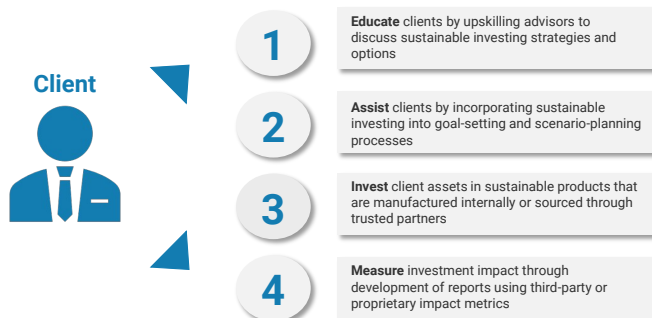 Client
1
Educate clients by upskilling advisors to
discuss sustainable investing strategies and
options
2
Assist clients by incorporating sustainable
investing into goal-setting and scenario-planning
processes
3
Invest client assets in sustainable products that
are manufactured internally or sourced through
trusted partners
4
Measure investment impact through
development of reports using third-party or
proprietary impact metrics